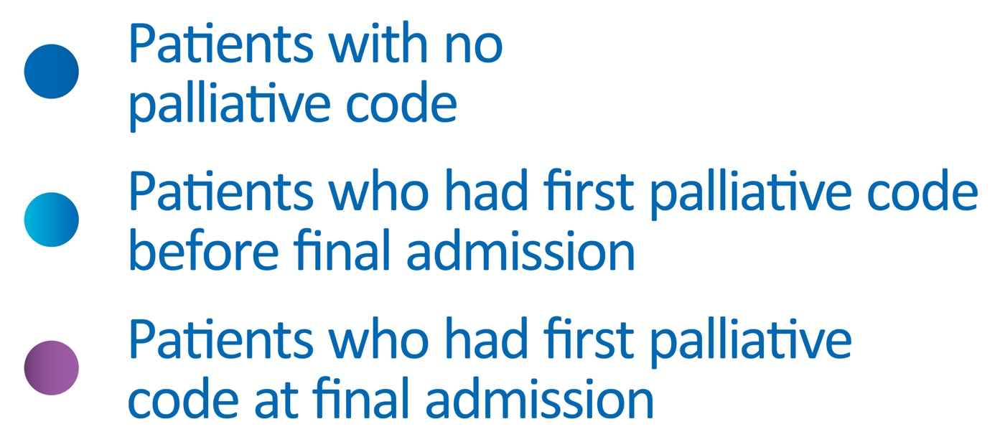 Patients with no
palliative code
Patients who had first palliative code
before final admission
Patients who had first palliative
code at final admission